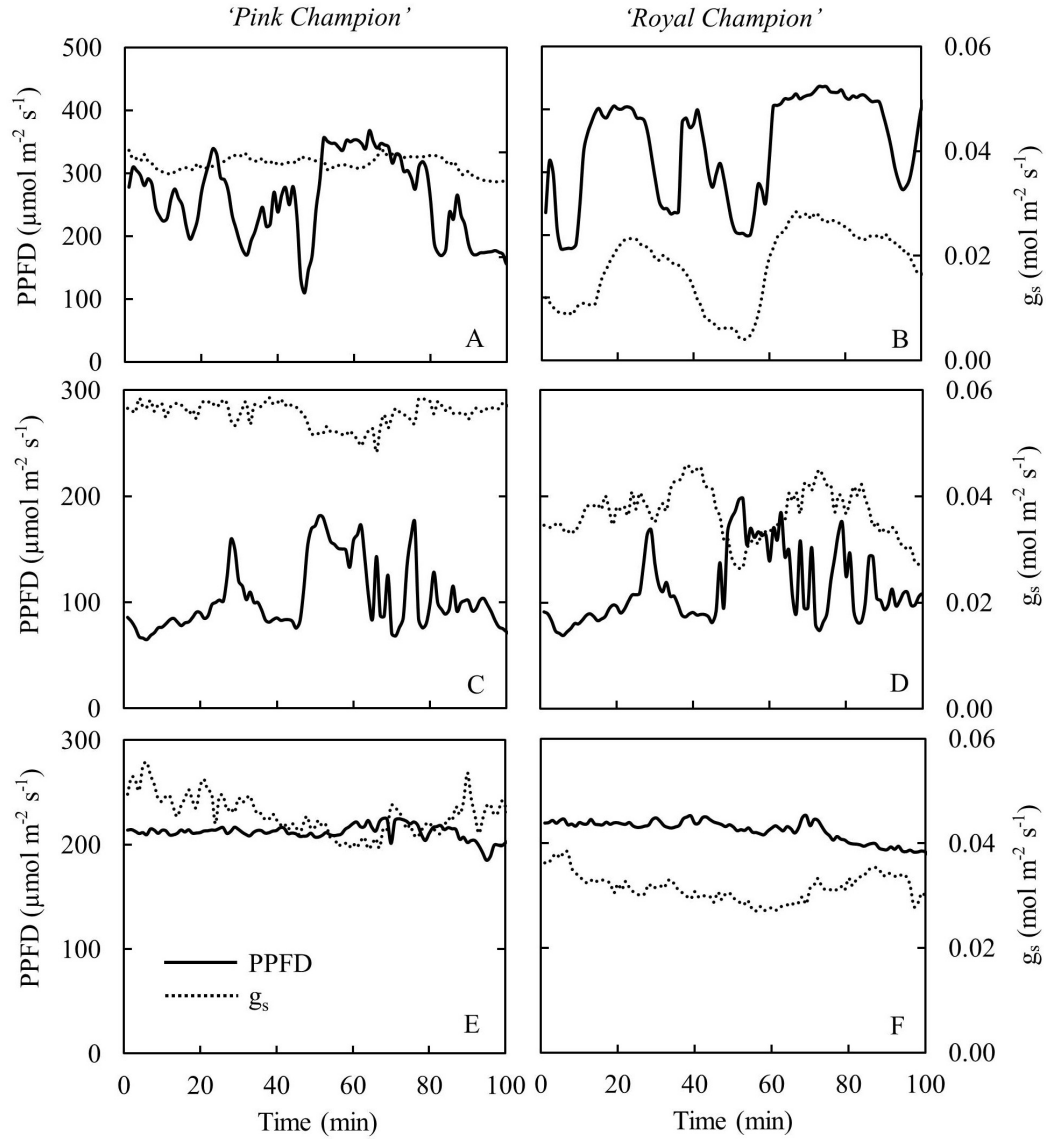 ‘Pink Champion’ ‘Royal Champion’
500
400
300
200
100
0
PPFD (µmol m⁻² s⁻¹)
A
B
0.06
0.04
0.02
0.00
gₛ (mol m⁻² s⁻¹)
300
200
100
0
PPFD (µmol m⁻² s⁻¹)
C
D
0.06
0.04
0.02
0.00
gₛ (mol m⁻² s⁻¹)
300
200
100
0
PPFD (µmol m⁻² s⁻¹)
PPFD
gₛ
E
F
0.06
0.04
0.02
0.00
gₛ (mol m⁻² s⁻¹)
0 20 40 60 80 100
0 20 40 60 80 100
Time (min) Time (min)